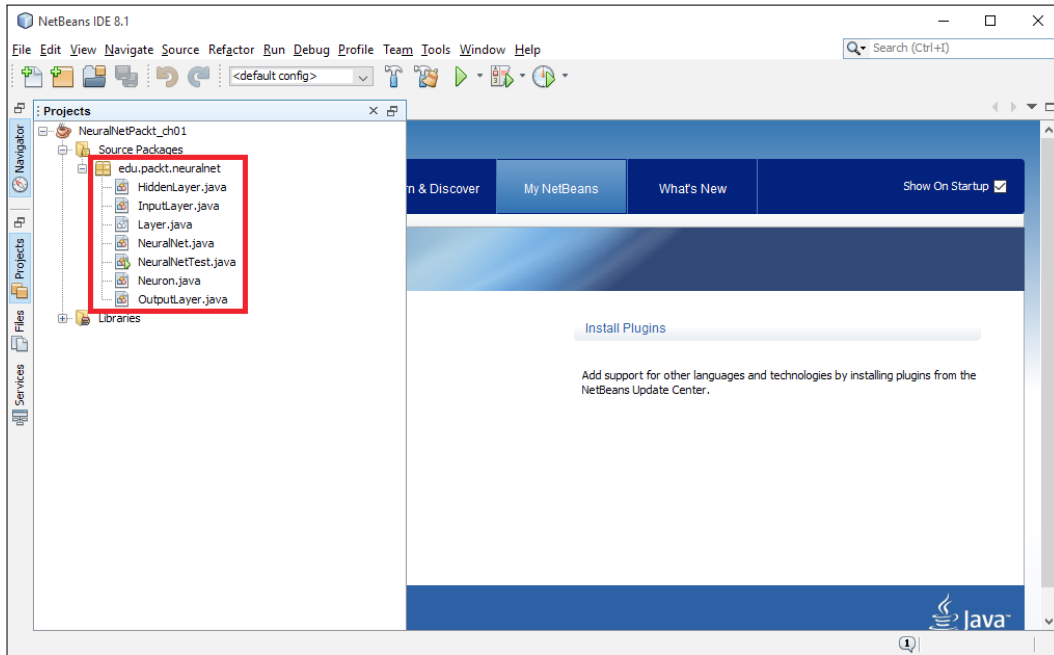 NetBeans IDE 8.1
File Edit View Navigate Source Refactor Run Debug Profile Team Tools Window Help
Search (Ctrl+I)
<default config>
Projects
Navigator
Projects
Files
Services
NeuralNetPackt_ch01
Source Packages
edu.packt.neuralnet
HiddenLayer.java
InputLayer.java
Layer.java
NeuralNet.java
NeuralNetTest.java
Neuron.java
OutputLayer.java
Libraries
n & Discover
My NetBeans
What's New
Show On Startup
Install Plugins
Add support for other languages and technologies by installing plugins from the
NetBeans Update Center.
Java™
1